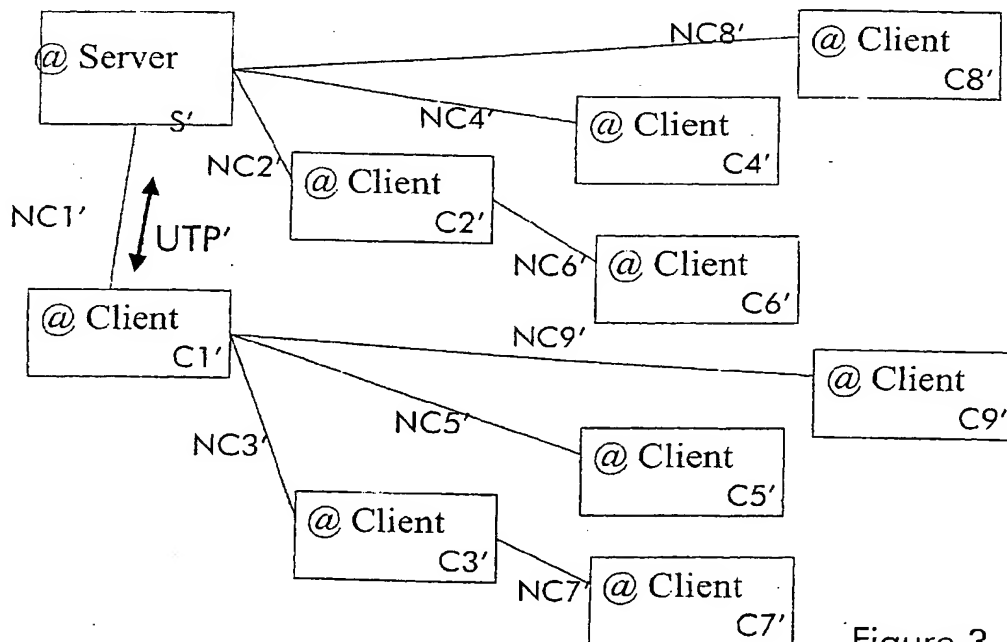 @ Server
S'
NC8'
@ Client
C8'
NC4'
@ Client
C4'
NC2'
@ Client
C2'
NC1'
UTP'
NC6'
@ Client
C6'
@ Client
C1'
NC9'
@ Client
C9'
NC3'
NC5'
@ Client
C5'
@ Client
C3'
NC7'
@ Client
C7'
Figure 3